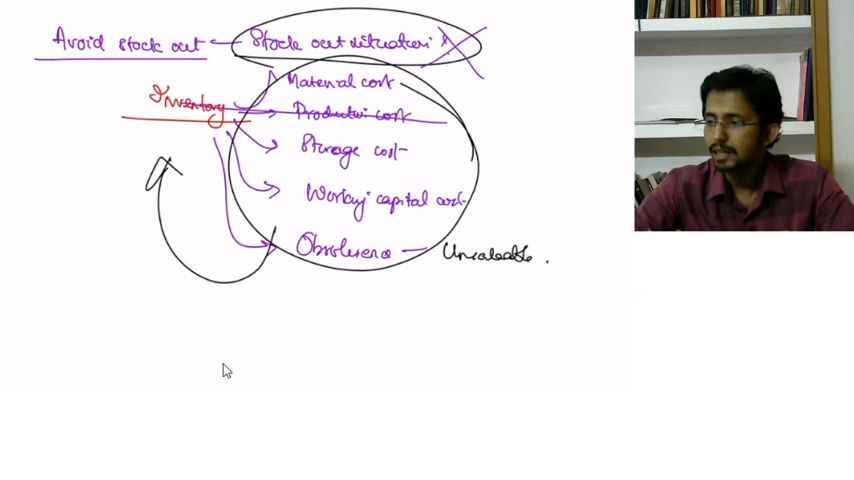 Avoid stock out — Stock out situation
Material cost
Inventory
Production cost
Storage cost
Working capital cost
Obsolescence — Unsaleable.